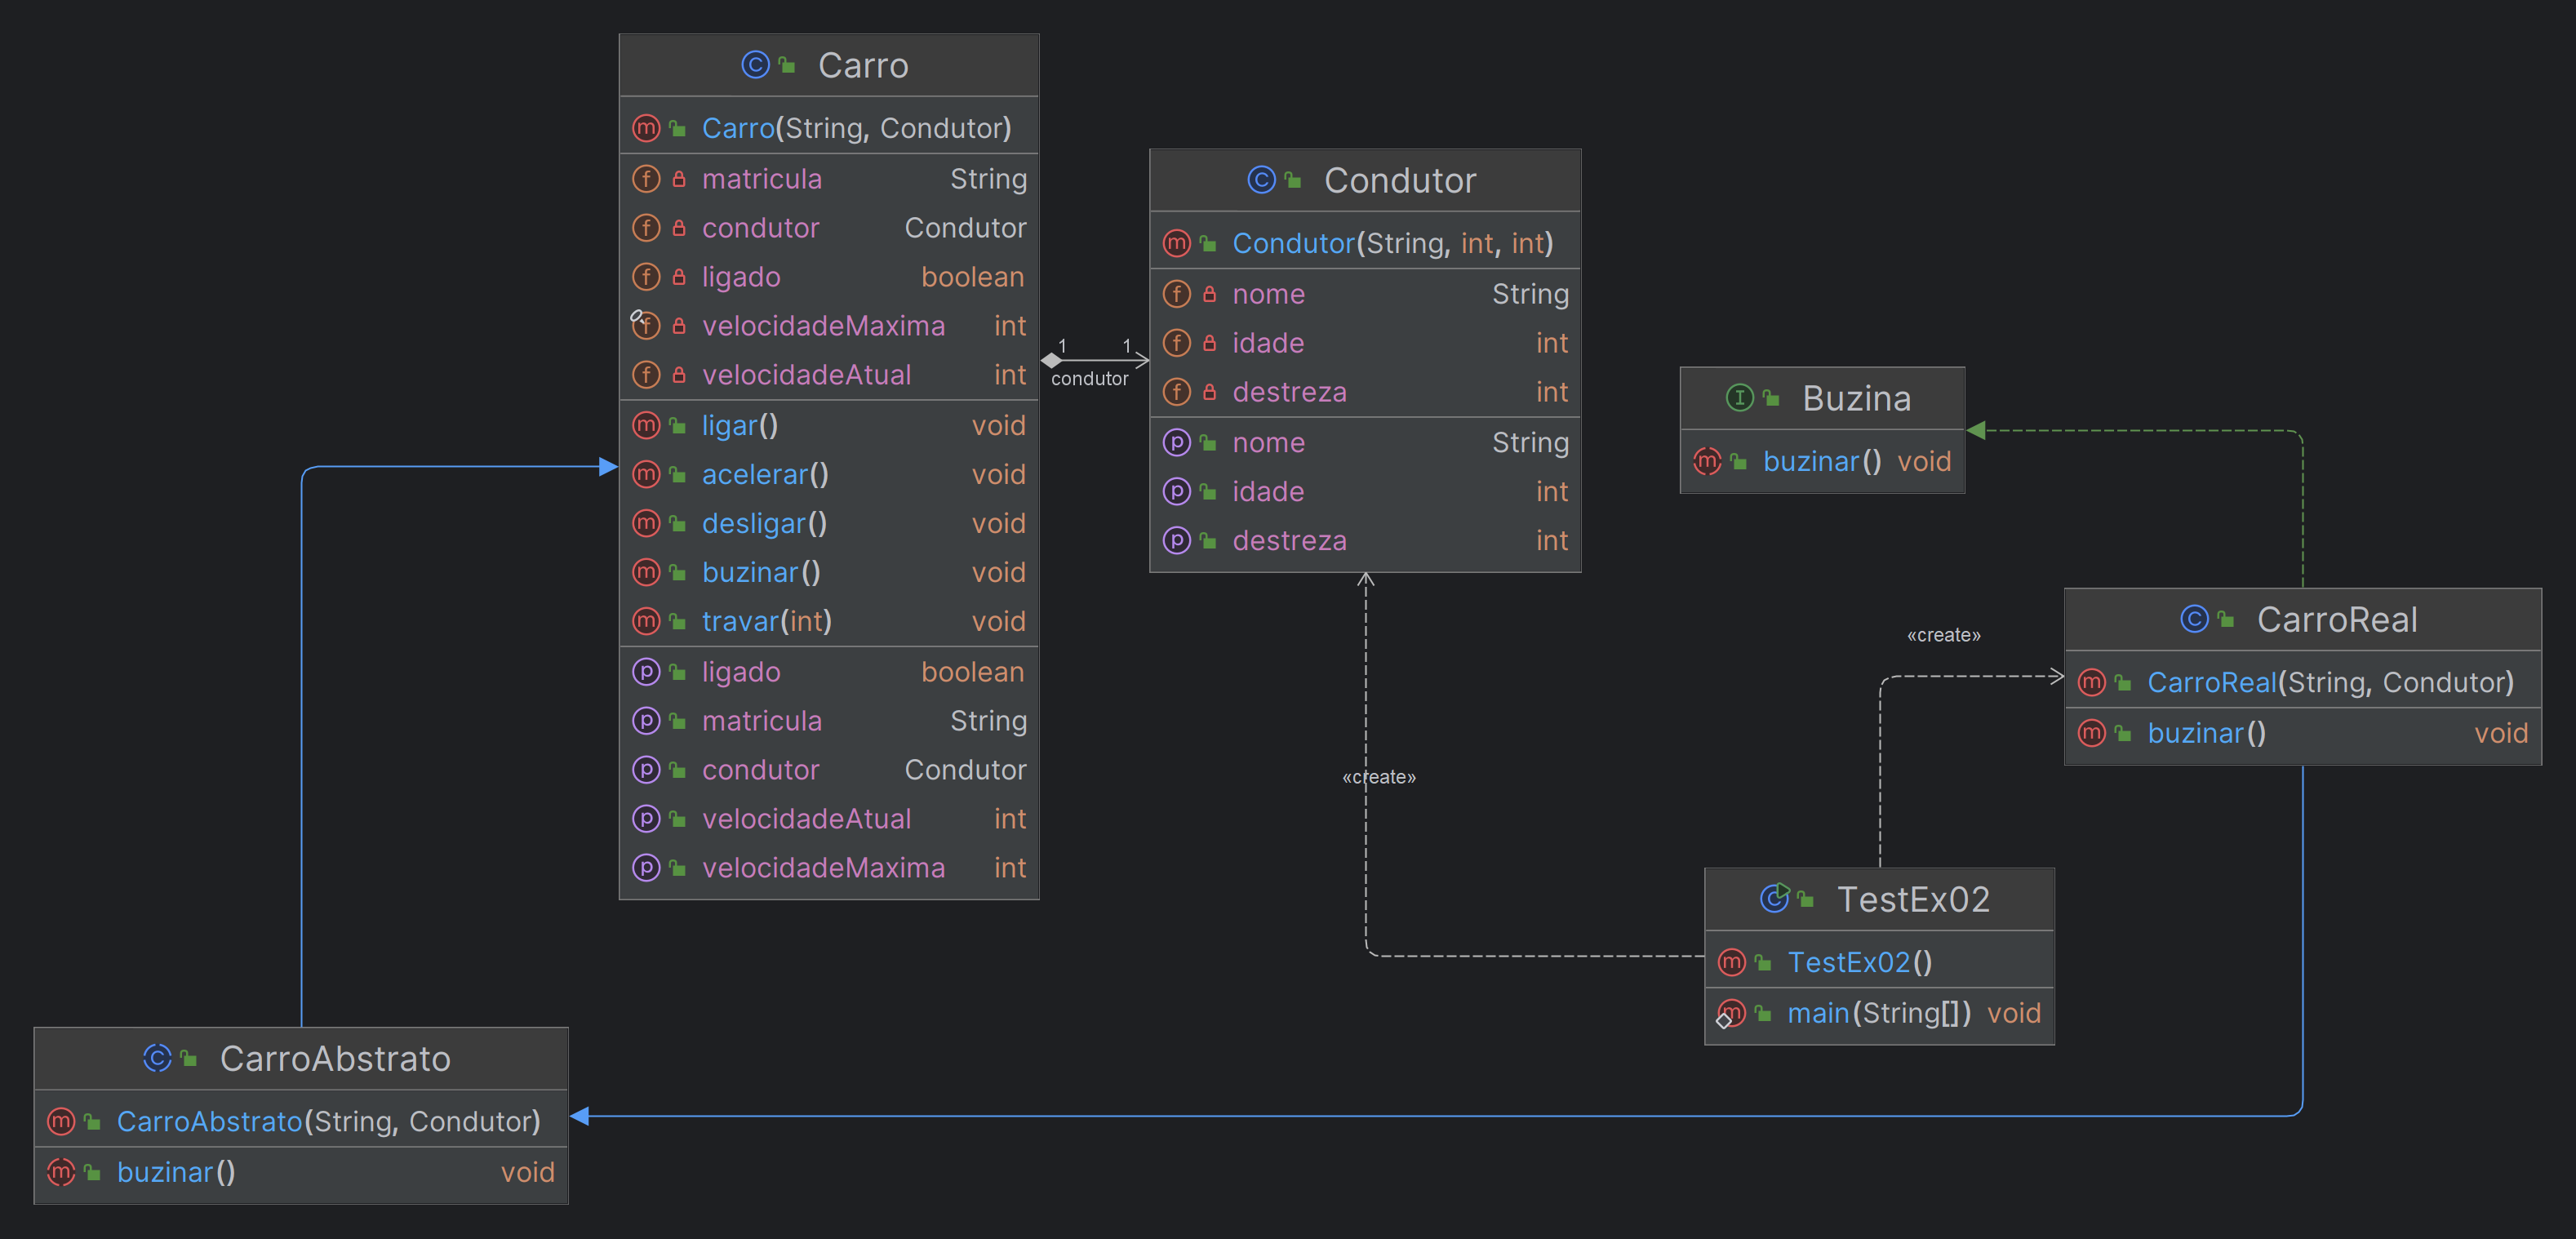 Carro
Carro(String, Condutor)
matricula String
condutor Condutor
ligado boolean
velocidadeMaxima int
velocidadeAtual int
ligar() void
acelerar() void
desligar() void
buzinar() void
travar(int) void
ligado boolean
matricula String
condutor Condutor
velocidadeAtual int
velocidadeMaxima int
1 1
condutor
Condutor
Condutor(String, int, int)
nome String
idade int
destreza int
nome String
idade int
destreza int
Buzina
buzinar() void
CarroReal
CarroReal(String, Condutor)
buzinar() void
«create»
«create»
TestEx02
TestEx02()
main(String[]) void
CarroAbstrato
CarroAbstrato(String, Condutor)
buzinar() void